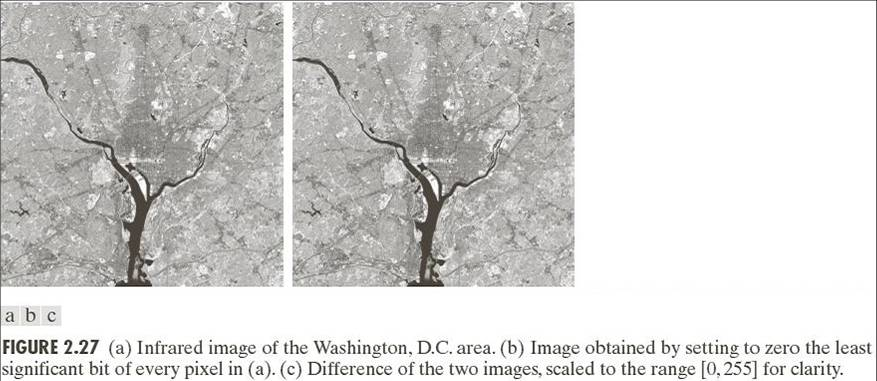 a b c
FIGURE 2.27 (a) Infrared image of the Washington, D.C. area. (b) Image obtained by setting to zero the least
significant bit of every pixel in (a). (c) Difference of the two images, scaled to the range [0, 255] for clarity.